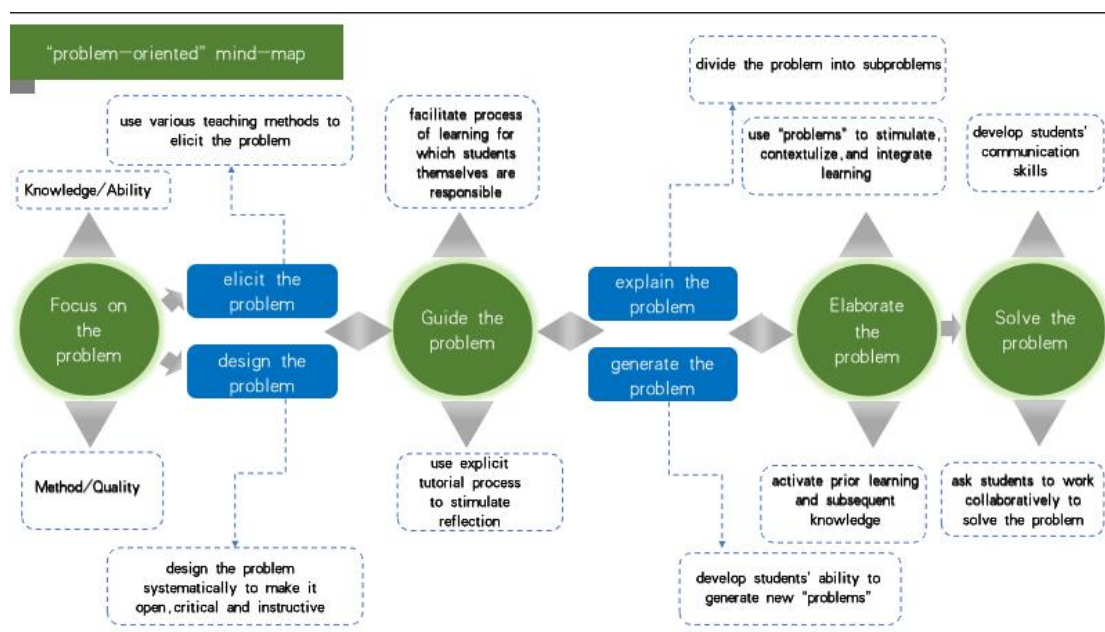 “problem-oriented” mind-map
use various teaching methods to
elicit the problem
Knowledge/Ability
facilitate process
of learning for
which students
themselves are
responsible
divide the problem into subproblems
use “problems” to stimulate,
contextulize, and integrate
learning
develop students’
communication
skills
Focus on
the
problem
elicit the
problem
design the
problem
Guide the
problem
explain the
problem
generate the
problem
Elaborate
the
problem
Solve the
problem
Method/Quality
use explicit
tutorial process
to stimulate
reflection
activate prior learning
and subsequent
knowledge
ask students to work
collaboratively to
solve the problem
design the problem
systematically to make it
open, critical and instructive
develop students’ ability to
generate new “problems”